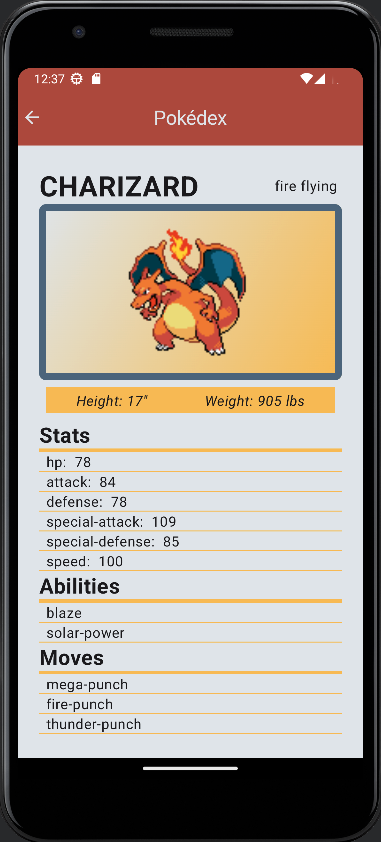 12:37
Pokédex
CHARIZARD fire flying
Height: 17" Weight: 905 lbs
Stats
hp: 78
attack: 84
defense: 78
special-attack: 109
special-defense: 85
speed: 100
Abilities
blaze
solar-power
Moves
mega-punch
fire-punch
thunder-punch